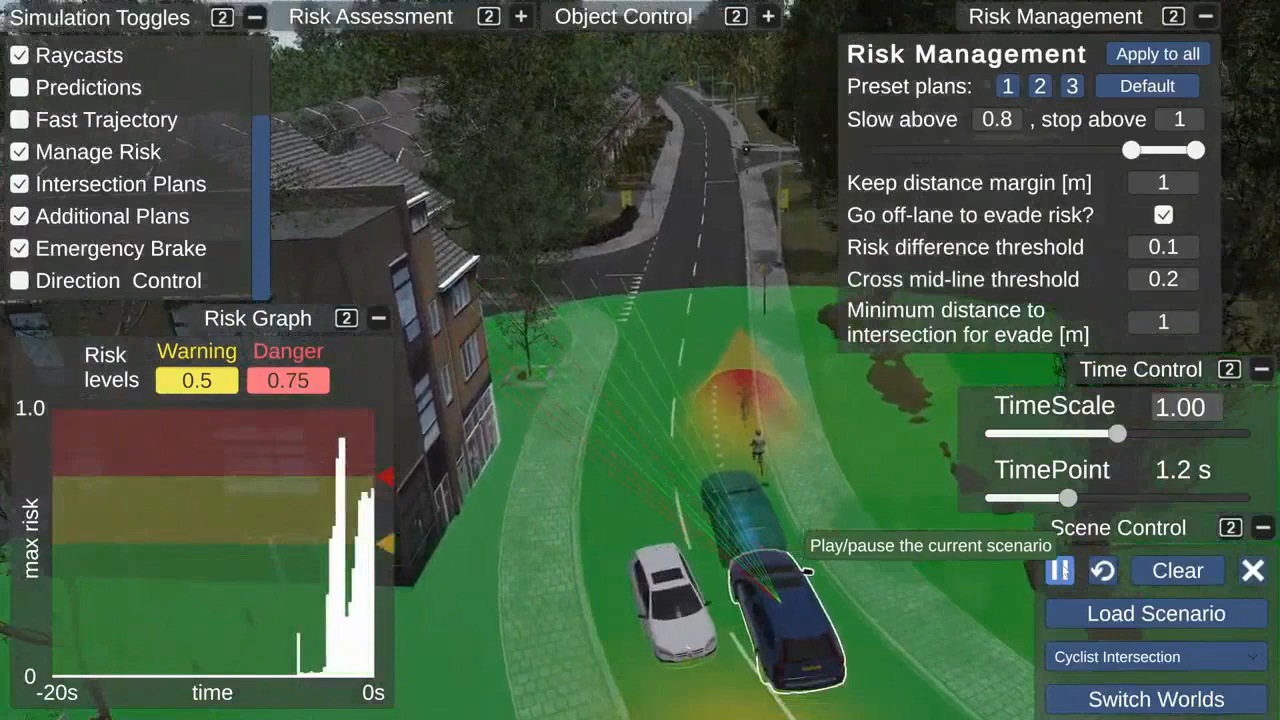 Simulation Toggles 2 −
Risk Assessment 2 +
Object Control 2 +
Risk Management 2 −
Raycasts
Predictions
Fast Trajectory
Manage Risk
Intersection Plans
Additional Plans
Emergency Brake
Direction Control
Risk Management Apply to all
Preset plans: 1 2 3 Default
Slow above 0.8 , stop above 1
Keep distance margin [m] 1
Go off-lane to evade risk?
Risk difference threshold 0.1
Cross mid-line threshold 0.2
Minimum distance to
intersection for evade [m] 1
Risk Graph 2 −
Risk levels
Warning Danger
0.5 0.75
1.0
max risk
0
-20s time 0s
Time Control 2 −
TimeScale 1.00
TimePoint 1.2 s
Scene Control 2 −
Play/pause the current scenario
Clear
Load Scenario
Cyclist Intersection
Switch Worlds